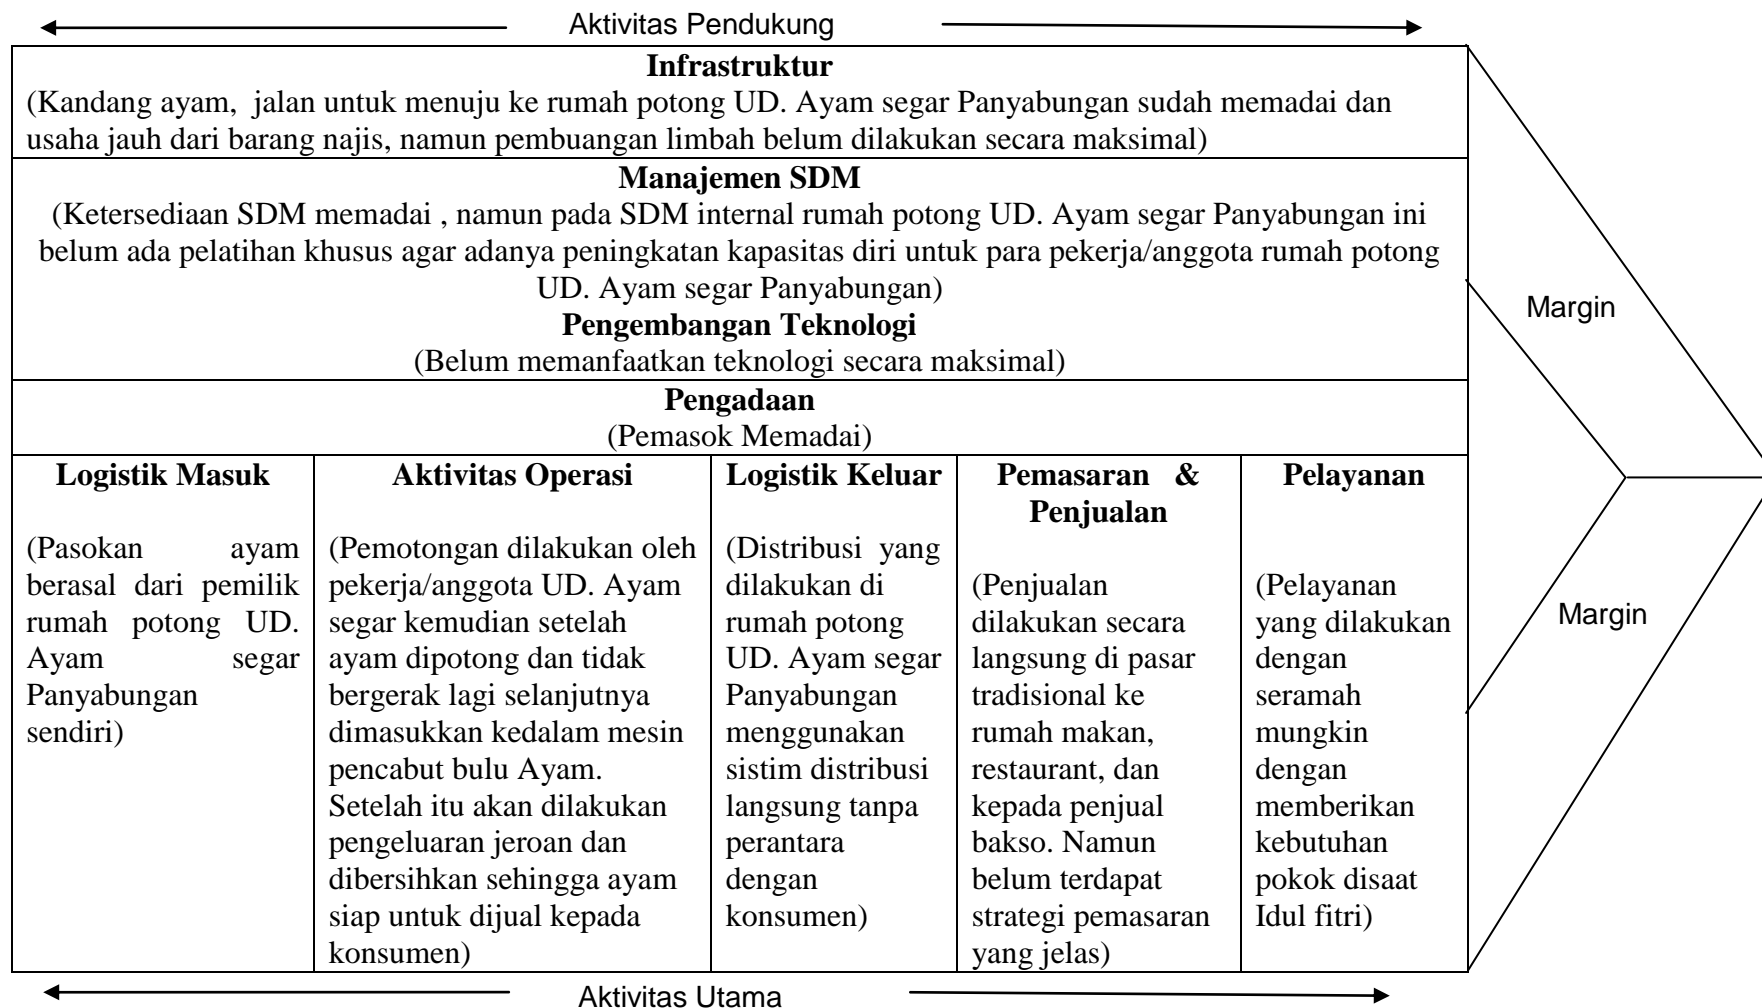 Aktivitas Pendukung
Infrastruktur
(Kandang ayam, jalan untuk menuju ke rumah potong UD. Ayam segar Panyabungan sudah memadai dan
usaha jauh dari barang najis, namun pembuangan limbah belum dilakukan secara maksimal)
Manajemen SDM
(Ketersediaan SDM memadai , namun pada SDM internal rumah potong UD. Ayam segar Panyabungan ini
belum ada pelatihan khusus agar adanya peningkatan kapasitas diri untuk para pekerja/anggota rumah potong
UD. Ayam segar Panyabungan)
Pengembangan Teknologi
(Belum memanfaatkan teknologi secara maksimal)
Pengadaan
(Pemasok Memadai)
Margin
Logistik Masuk
(Pasokan ayam
berasal dari pemilik
rumah potong UD.
Ayam segar
Panyabungan
sendiri)
Aktivitas Operasi
(Pemotongan dilakukan oleh
pekerja/anggota UD. Ayam
segar kemudian setelah
ayam dipotong dan tidak
bergerak lagi selanjutnya
dimasukkan kedalam mesin
pencabut bulu Ayam.
Setelah itu akan dilakukan
pengeluaran jeroan dan
dibersihkan sehingga ayam
siap untuk dijual kepada
konsumen)
Logistik Keluar
(Distribusi yang
dilakukan di
rumah potong
UD. Ayam segar
Panyabungan
menggunakan
sistim distribusi
langsung tanpa
perantara
dengan
konsumen)
Pemasaran &
Penjualan
(Penjualan
dilakukan secara
langsung di pasar
tradisional ke
rumah makan,
restaurant, dan
kepada penjual
bakso. Namun
belum terdapat
strategi pemasaran
yang jelas)
Pelayanan
(Pelayanan
yang dilakukan
dengan
seramah
mungkin
dengan
memberikan
kebutuhan
pokok disaat
Idul fitri)
Margin
Aktivitas Utama